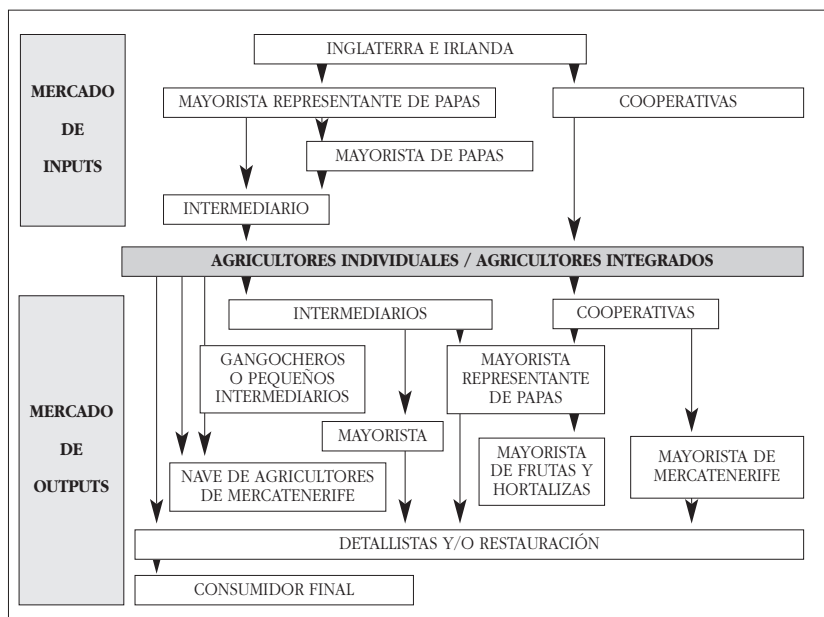 INGLATERRA E IRLANDA
MERCADO
DE
INPUTS
MAYORISTA REPRESENTANTE DE PAPAS
COOPERATIVAS
MAYORISTA DE PAPAS
INTERMEDIARIO
AGRICULTORES INDIVIDUALES / AGRICULTORES INTEGRADOS
MERCADO
DE
OUTPUTS
INTERMEDIARIOS
COOPERATIVAS
GANGOCHEROS
O PEQUEÑOS
INTERMEDIARIOS
MAYORISTA
REPRESENTANTE
DE PAPAS
MAYORISTA
NAVE DE AGRICULTORES
DE MERCATENERIFE
MAYORISTA
DE FRUTAS Y
HORTALIZAS
MAYORISTA DE
MERCATENERIFE
DETALLISTAS Y/O RESTAURACIÓN
CONSUMIDOR FINAL